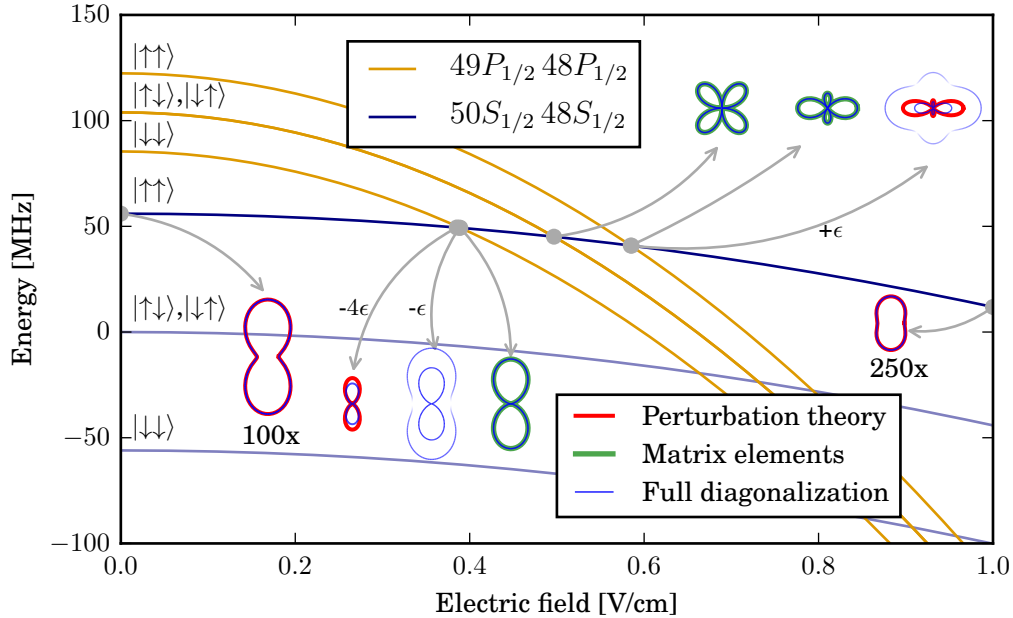 150
100
50
0
−50
−100
Energy [MHz]
0.0
0.2
0.4
0.6
0.8
1.0
Electric field [V/cm]
|↑↑⟩
|↑↓⟩,|↓↑⟩
|↓↓⟩
|↑↑⟩
|↑↓⟩,|↓↑⟩
|↓↓⟩
49P₁/₂ 48P₁/₂
50S₁/₂ 48S₁/₂
+ϵ
-4ϵ
-ϵ
100x
250x
Perturbation theory
Matrix elements
Full diagonalization